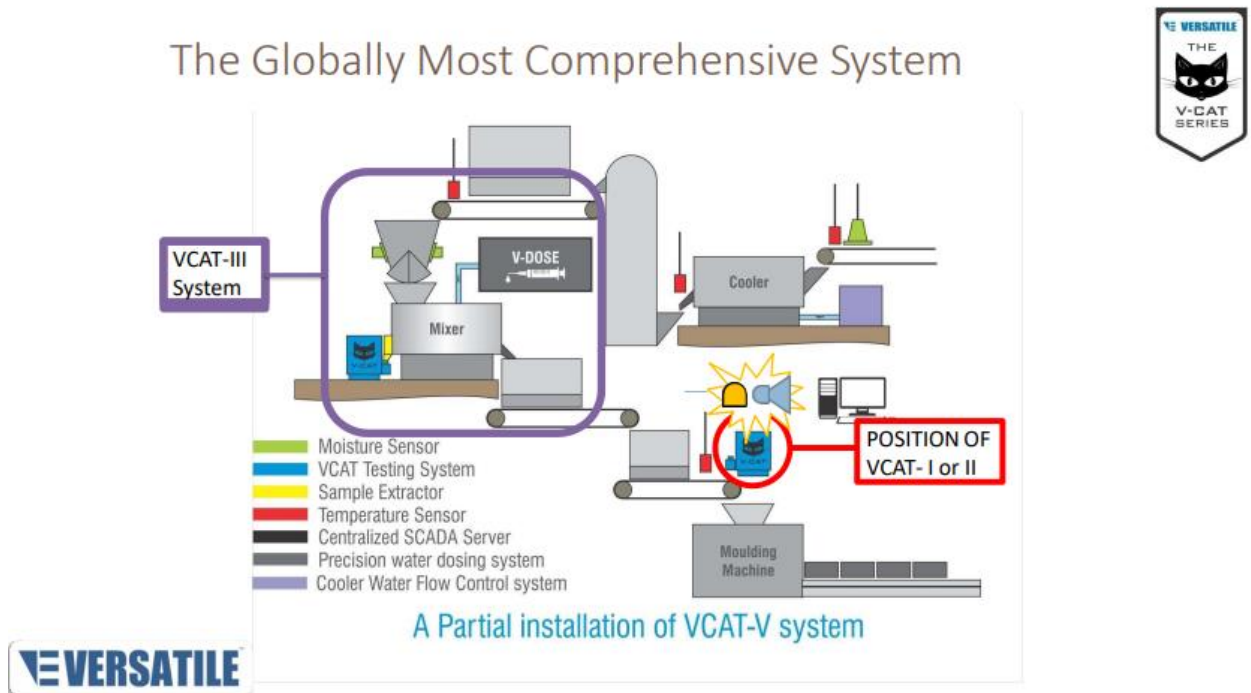 The Globally Most Comprehensive System
VERSATILE
THE
V-CAT
SERIES
VCAT-III
System
V-DOSE
Mixer
V-CAT
Cooler
V-CAT
POSITION OF
VCAT- I or II
Moulding
Machine
Moisture Sensor
VCAT Testing System
Sample Extractor
Temperature Sensor
Centralized SCADA Server
Precision water dosing system
Cooler Water Flow Control system
A Partial installation of VCAT-V system
VERSATILE